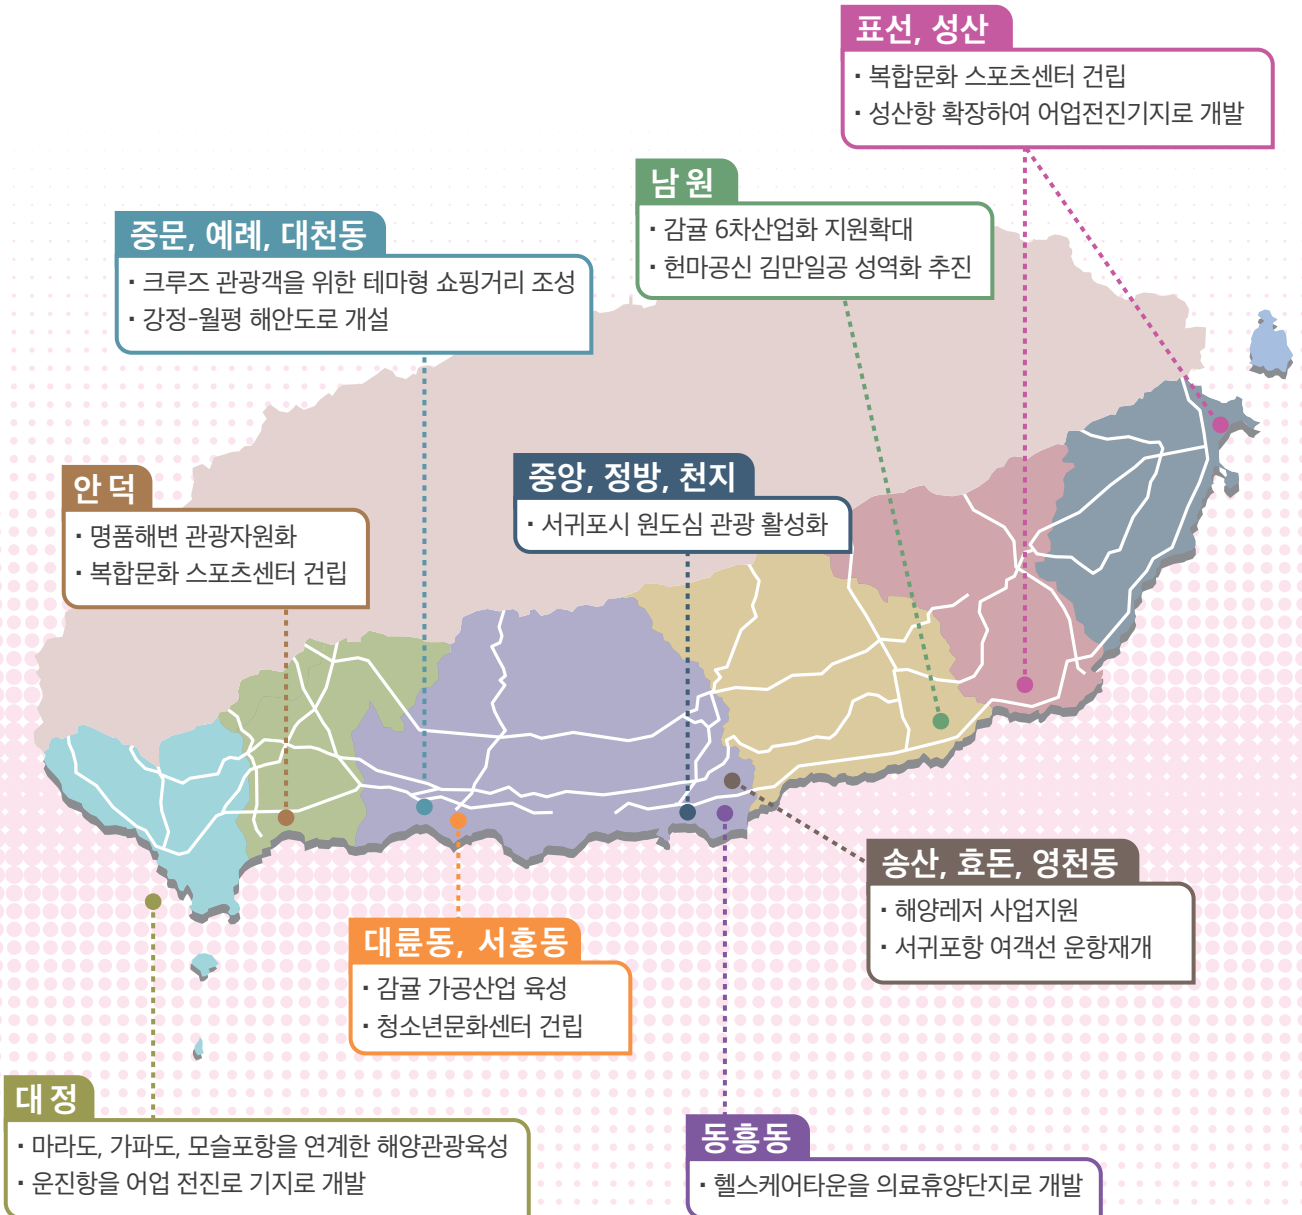 표선, 성산
· 복합문화 스포츠센터 건립
· 성산항 확장하여 어업전진기지로 개발
남원
· 감귤 6차산업화 지원확대
· 헌마공신 김만일공 성역화 추진
중문, 예례, 대천동
· 크루즈 관광객을 위한 테마형 쇼핑거리 조성
· 강정-월평 해안도로 개설
안덕
· 명품해변 관광자원화
· 복합문화 스포츠센터 건립
중앙, 정방, 천지
· 서귀포시 원도심 관광 활성화
송산, 효돈, 영천동
· 해양레저 사업지원
· 서귀포항 여객선 운항재개
대륜동, 서홍동
· 감귤 가공산업 육성
· 청소년문화센터 건립
대정
· 마라도, 가파도, 모슬포항을 연계한 해양관광육성
· 운진항을 어업 전진로 기지로 개발
동흥동
· 헬스케어타운을 의료휴양단지로 개발